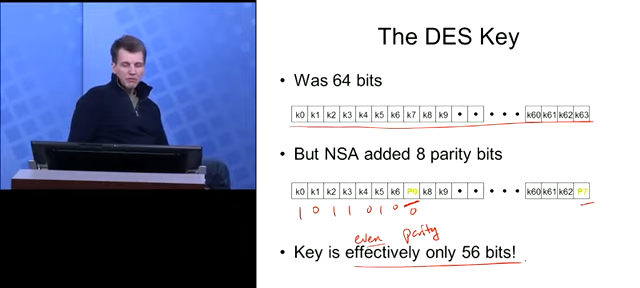 The DES Key
• Was 64 bits
k0 k1 k2 k3 k4 k5 k6 k7 k8 k9 • • • • • k60 k61 k62 k63
• But NSA added 8 parity bits
k0 k1 k2 k3 k4 k5 k6 P0 k8 k9 • • • • • k60 k61 k62 P7
1 0 1 1 0 1 0 0
even parity
• Key is effectively only 56 bits!